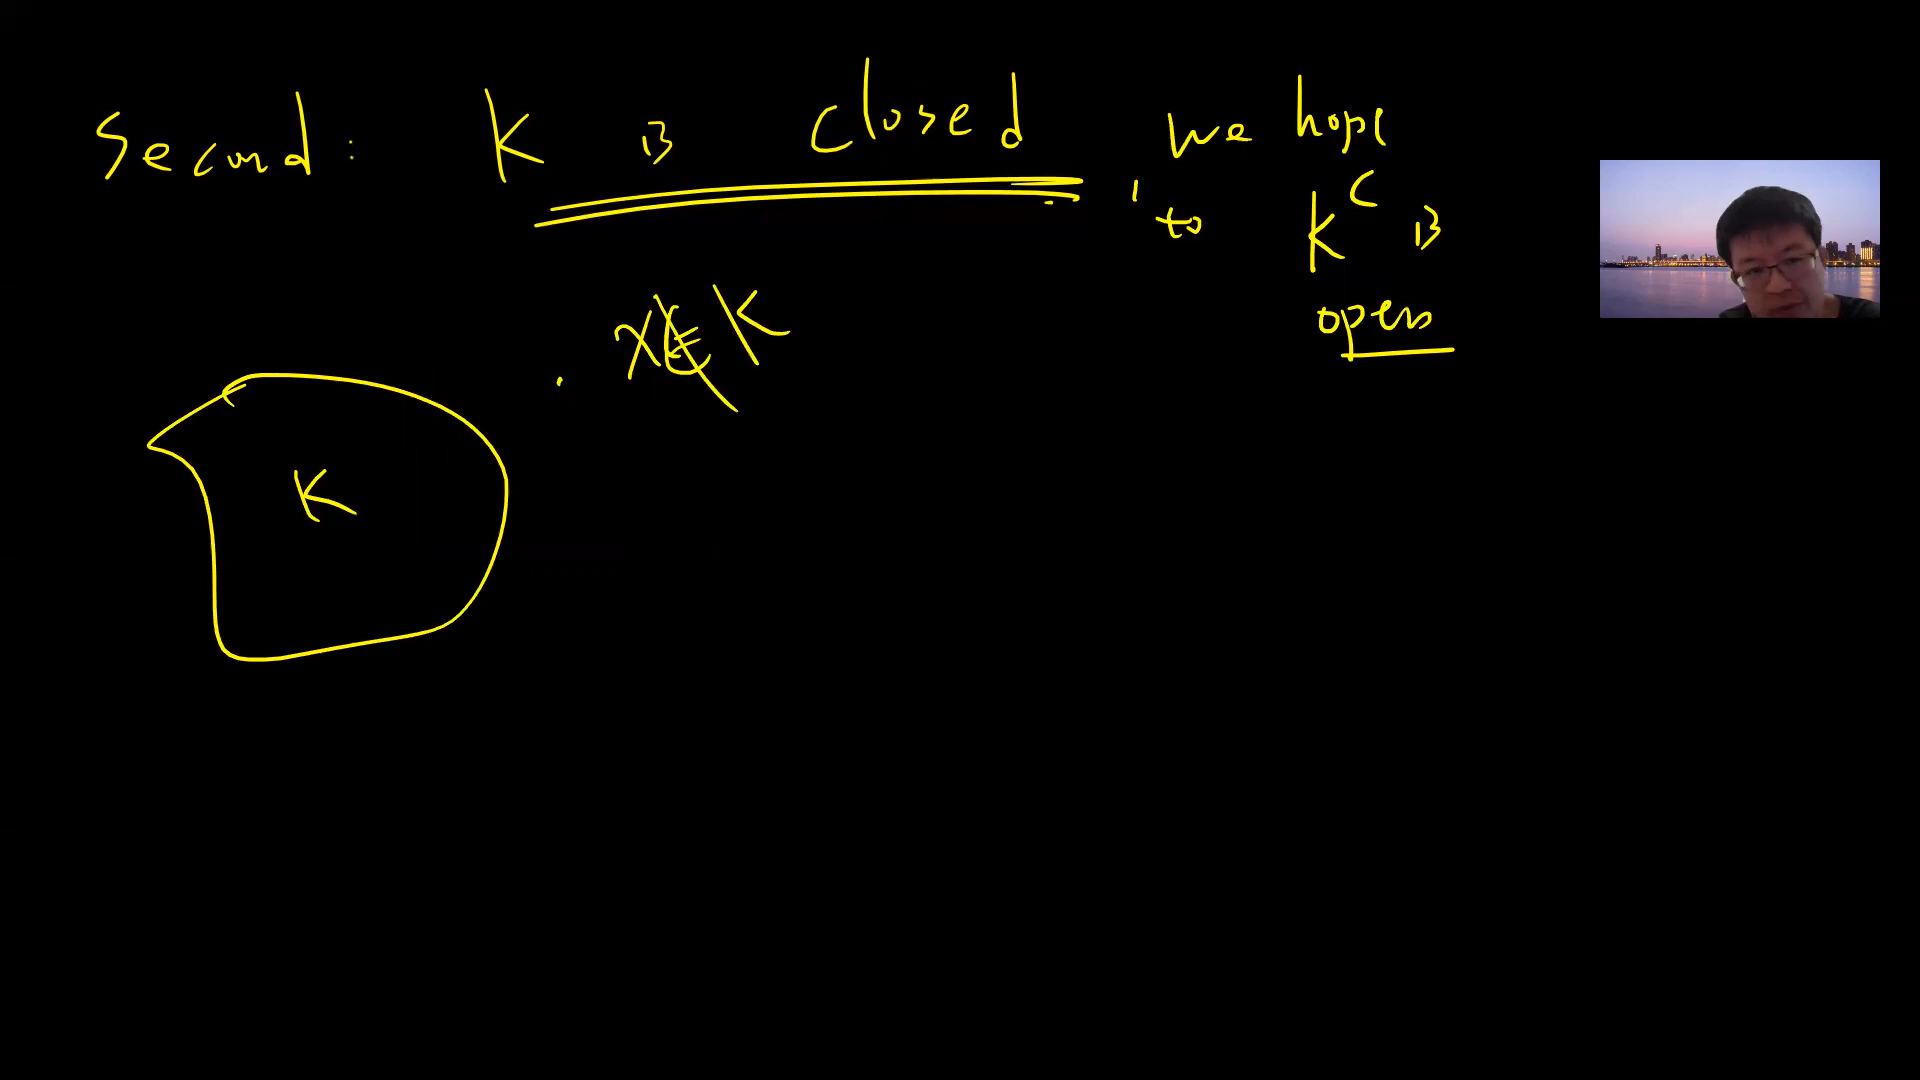 Second: K is closed, we hope
to K^c is
open
x ∉ K
K